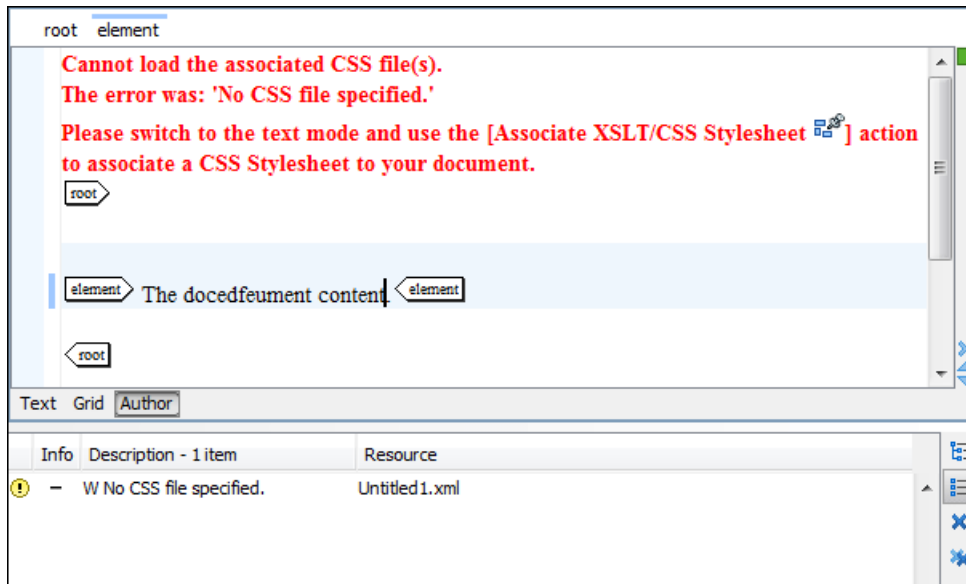 root element
Cannot load the associated CSS file(s).
The error was: 'No CSS file specified.'
Please switch to the text mode and use the [Associate XSLT/CSS Stylesheet ] action
to associate a CSS Stylesheet to your document.
root
element The docedfeument content. element
root
Text Grid Author
Info Description - 1 item Resource
W No CSS file specified. Untitled1.xml